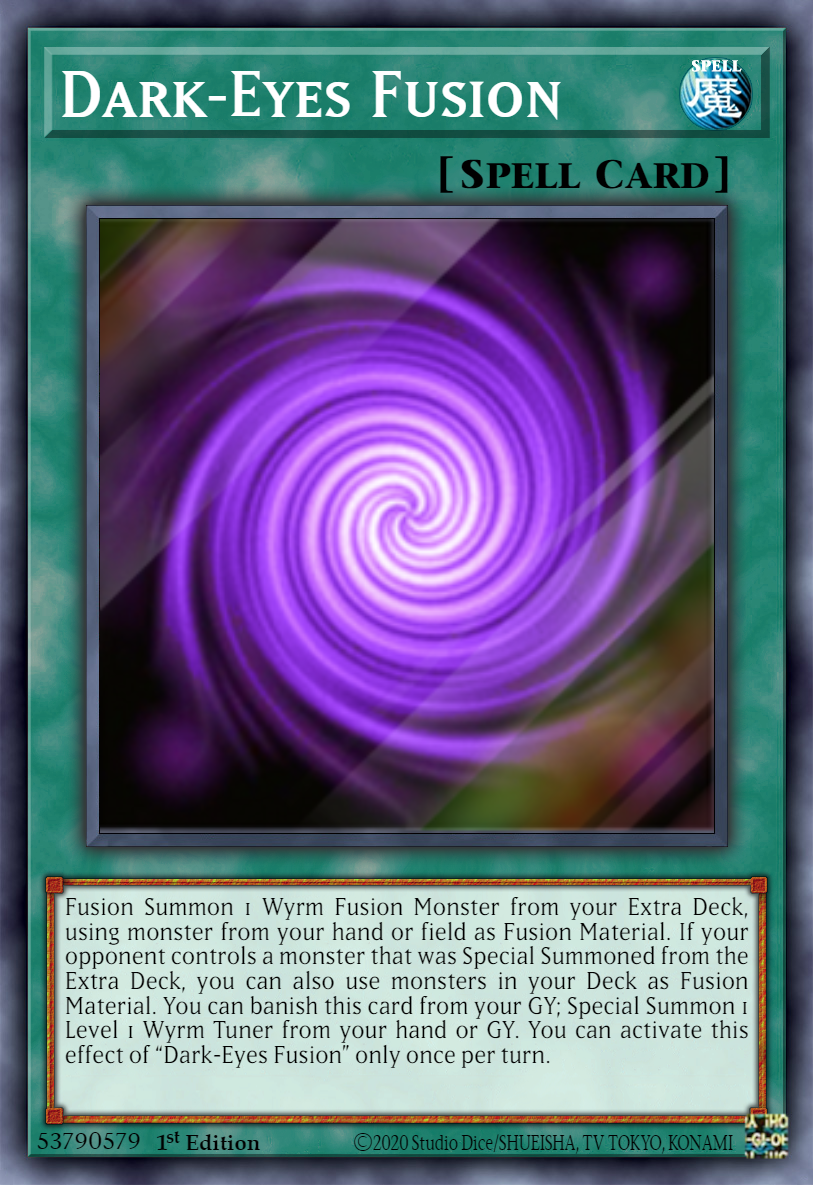 Dark-Eyes Fusion
SPELL
魔
[Spell Card]
Fusion Summon 1 Wyrm Fusion Monster from your Extra Deck,
using monster from your hand or field as Fusion Material. If your
opponent controls a monster that was Special Summoned from the
Extra Deck, you can also use monsters in your Deck as Fusion
Material. You can banish this card from your GY; Special Summon 1
Level 1 Wyrm Tuner from your hand or GY. You can activate this
effect of “Dark-Eyes Fusion” only once per turn.
53790579 1st Edition ©2020 Studio Dice/SHUEISHA, TV TOKYO, KONAMI